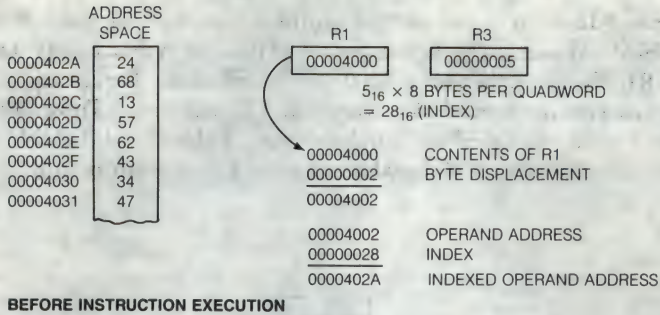 ADDRESS
SPACE
0000402A 24
0000402B 68
0000402C 13
0000402D 57
0000402E 62
0000402F 43
00004030 34
00004031 47
R1 R3
00004000 00000005
5₁₆ × 8 BYTES PER QUADWORD
= 28₁₆ (INDEX)
00004000 CONTENTS OF R1
00000002 BYTE DISPLACEMENT
00004002
00004002 OPERAND ADDRESS
00000028 INDEX
0000402A INDEXED OPERAND ADDRESS
BEFORE INSTRUCTION EXECUTION